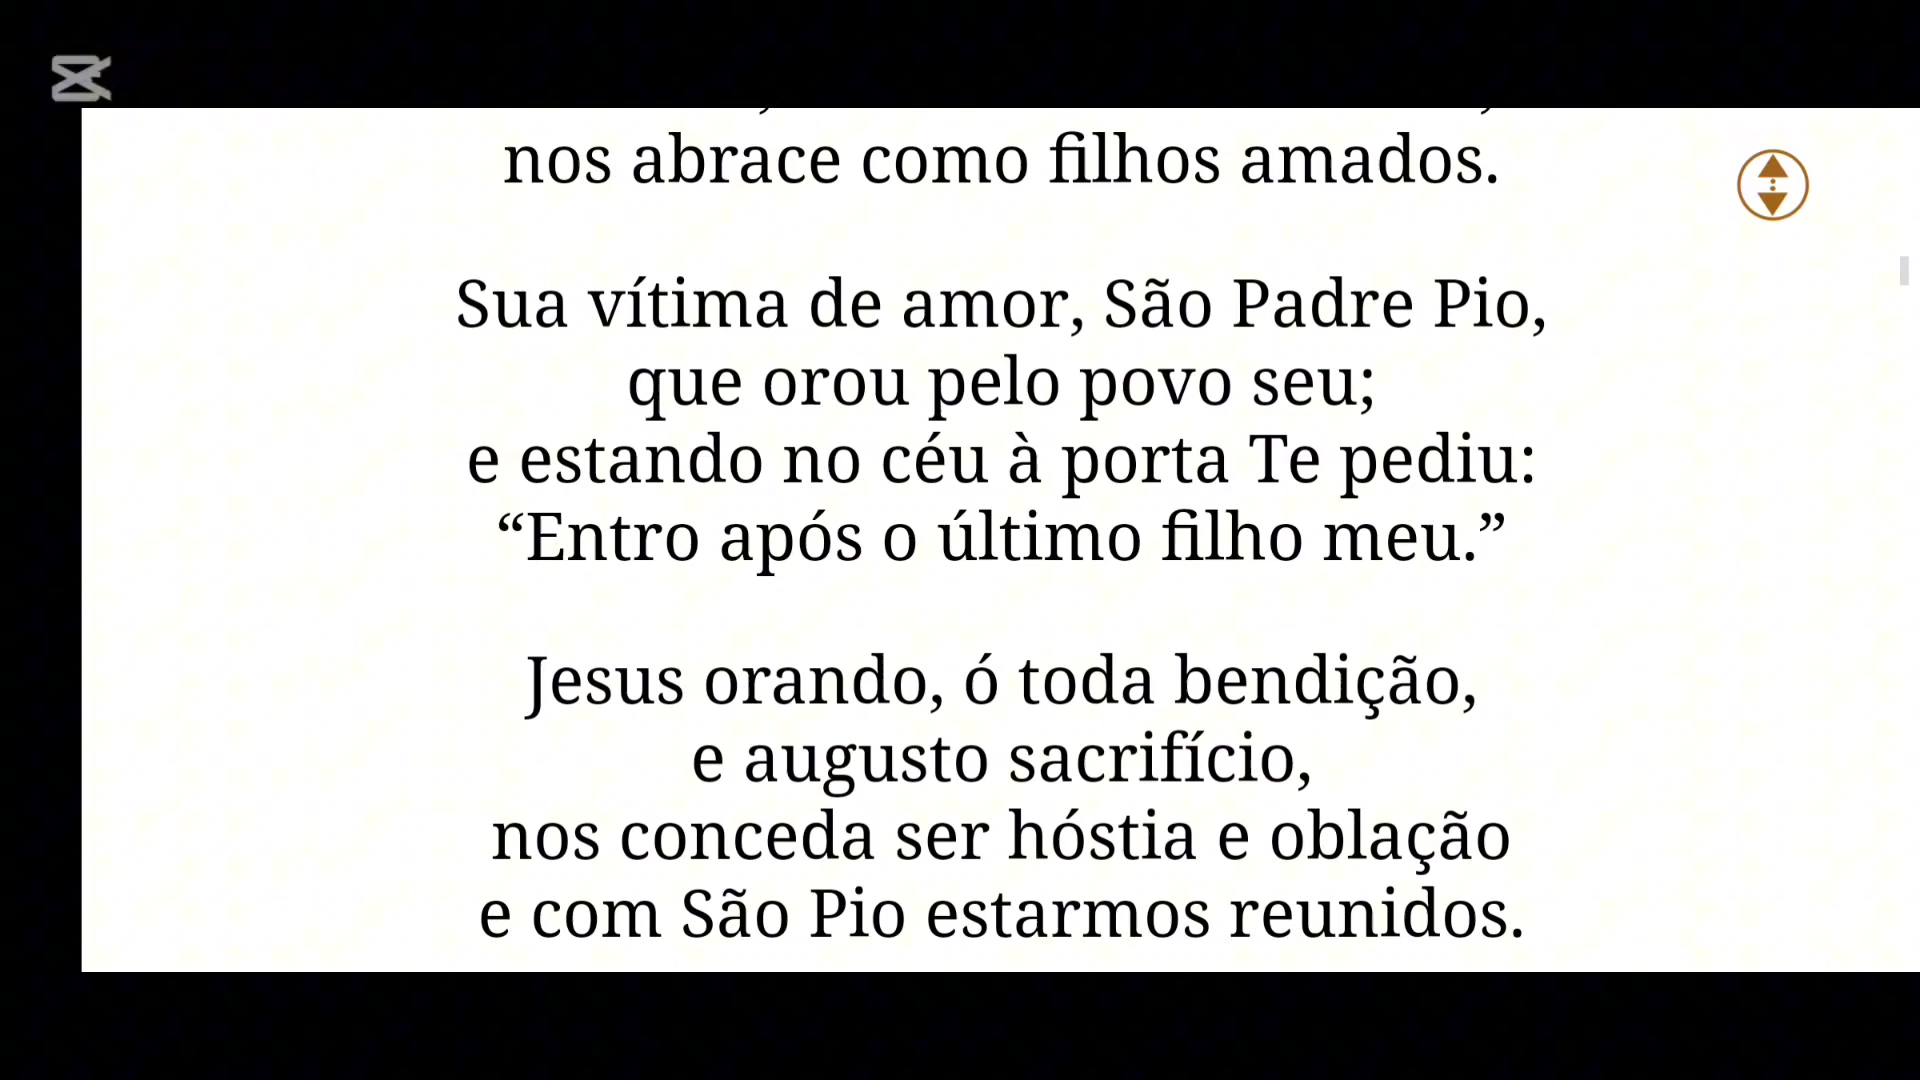 nos abrace como filhos amados.
Sua vítima de amor, São Padre Pio,
que orou pelo povo seu;
e estando no céu à porta Te pediu:
“Entro após o último filho meu.”
Jesus orando, ó toda bendição,
e augusto sacrifício,
nos conceda ser hóstia e oblação
e com São Pio estarmos reunidos.